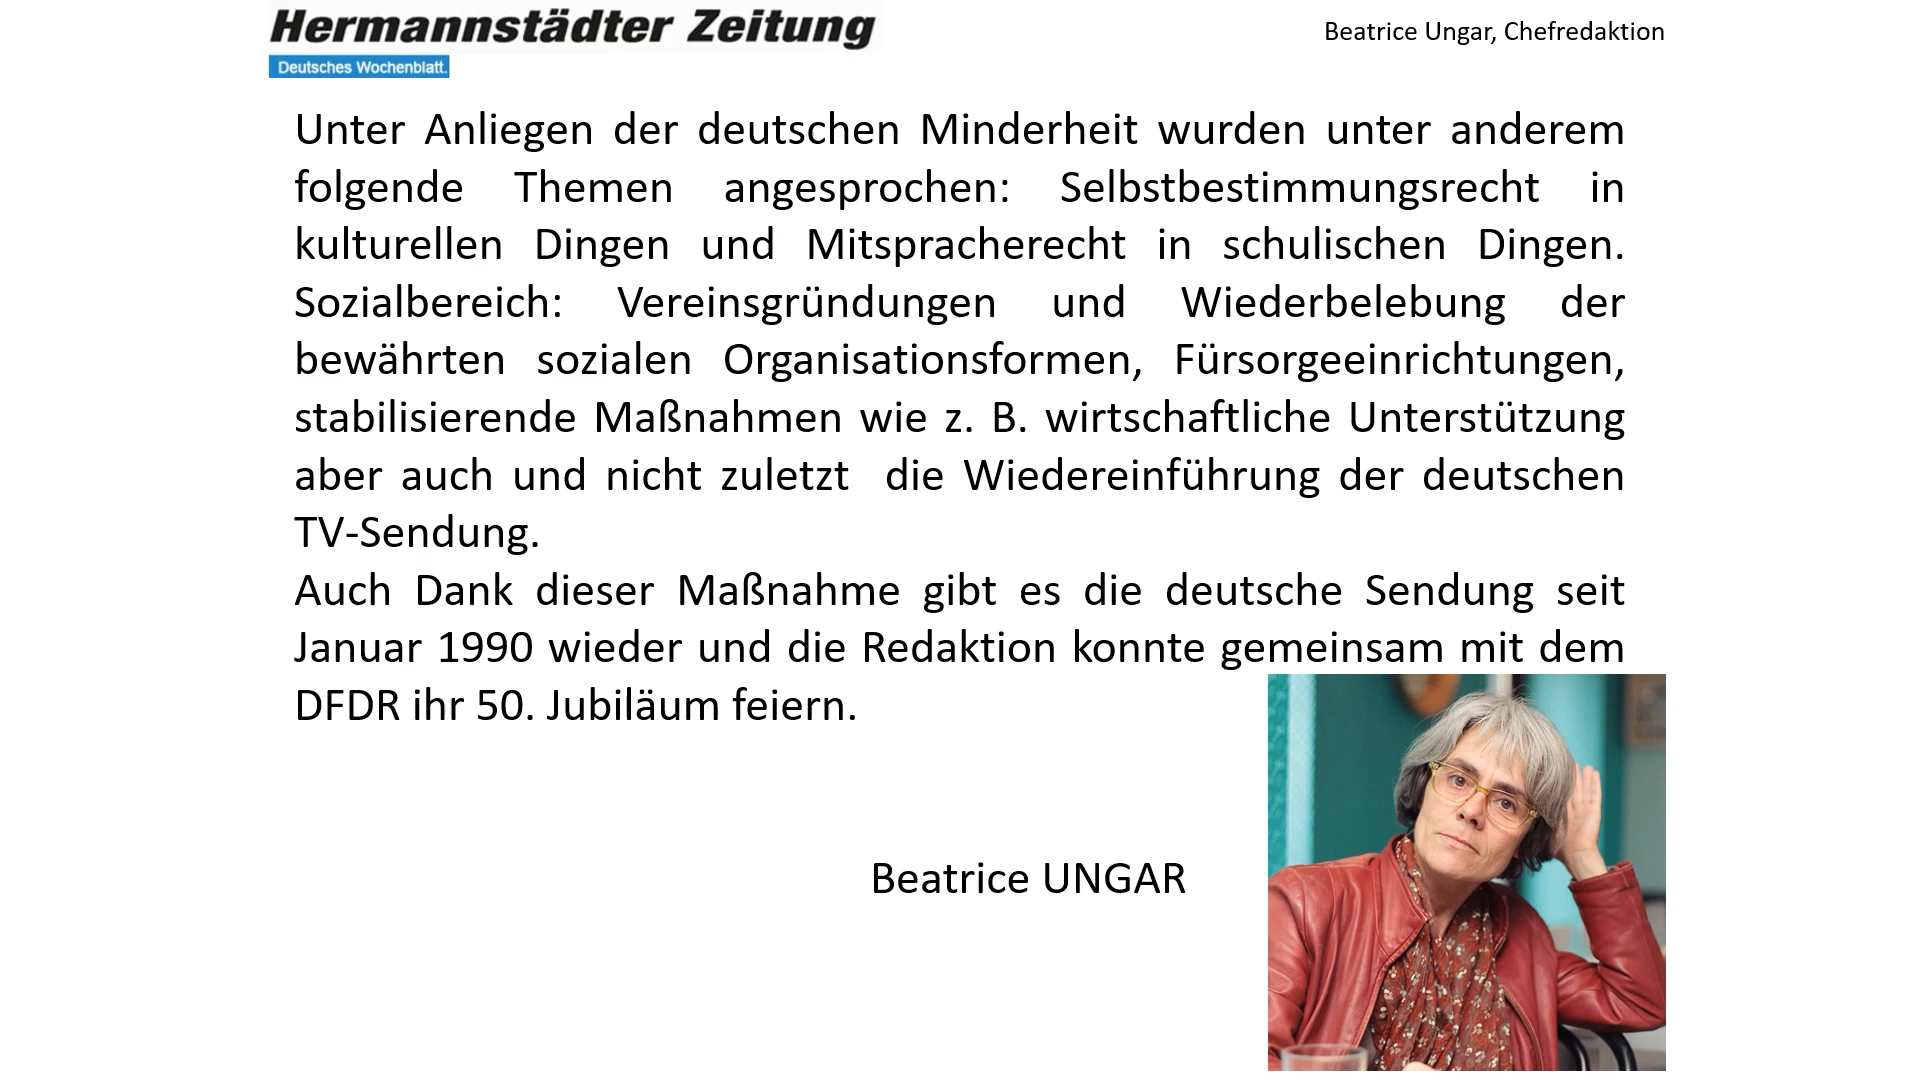 Hermannstädter Zeitung
Deutsches Wochenblatt.
Beatrice Ungar, Chefredaktion
Unter Anliegen der deutschen Minderheit wurden unter anderem
folgende Themen angesprochen: Selbstbestimmungsrecht in
kulturellen Dingen und Mitspracherecht in schulischen Dingen.
Sozialbereich: Vereinsgründungen und Wiederbelebung der
bewährten sozialen Organisationsformen, Fürsorgeeinrichtungen,
stabilisierende Maßnahmen wie z. B. wirtschaftliche Unterstützung
aber auch und nicht zuletzt  die Wiedereinführung der deutschen
TV-Sendung.
Auch Dank dieser Maßnahme gibt es die deutsche Sendung seit
Januar 1990 wieder und die Redaktion konnte gemeinsam mit dem
DFDR ihr 50. Jubiläum feiern.
Beatrice UNGAR